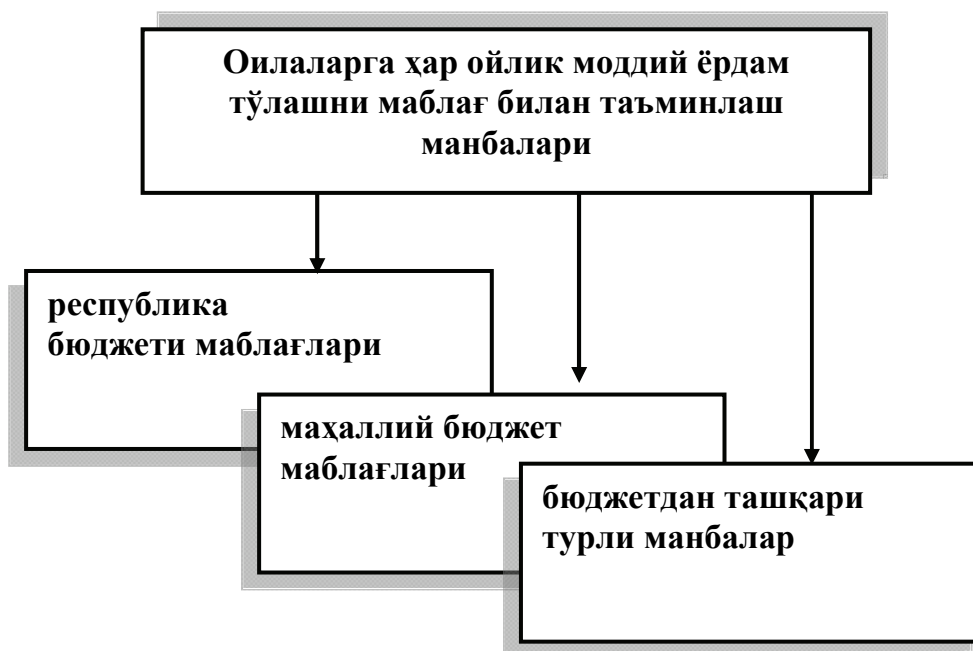 Оилаларга ҳар ойлик моддий ёрдам
тўлашни маблағ билан таъминлаш
манбалари
республика
бюджети маблағлари
маҳаллий бюджет
маблағлари
бюджетдан ташқари
турли манбалар